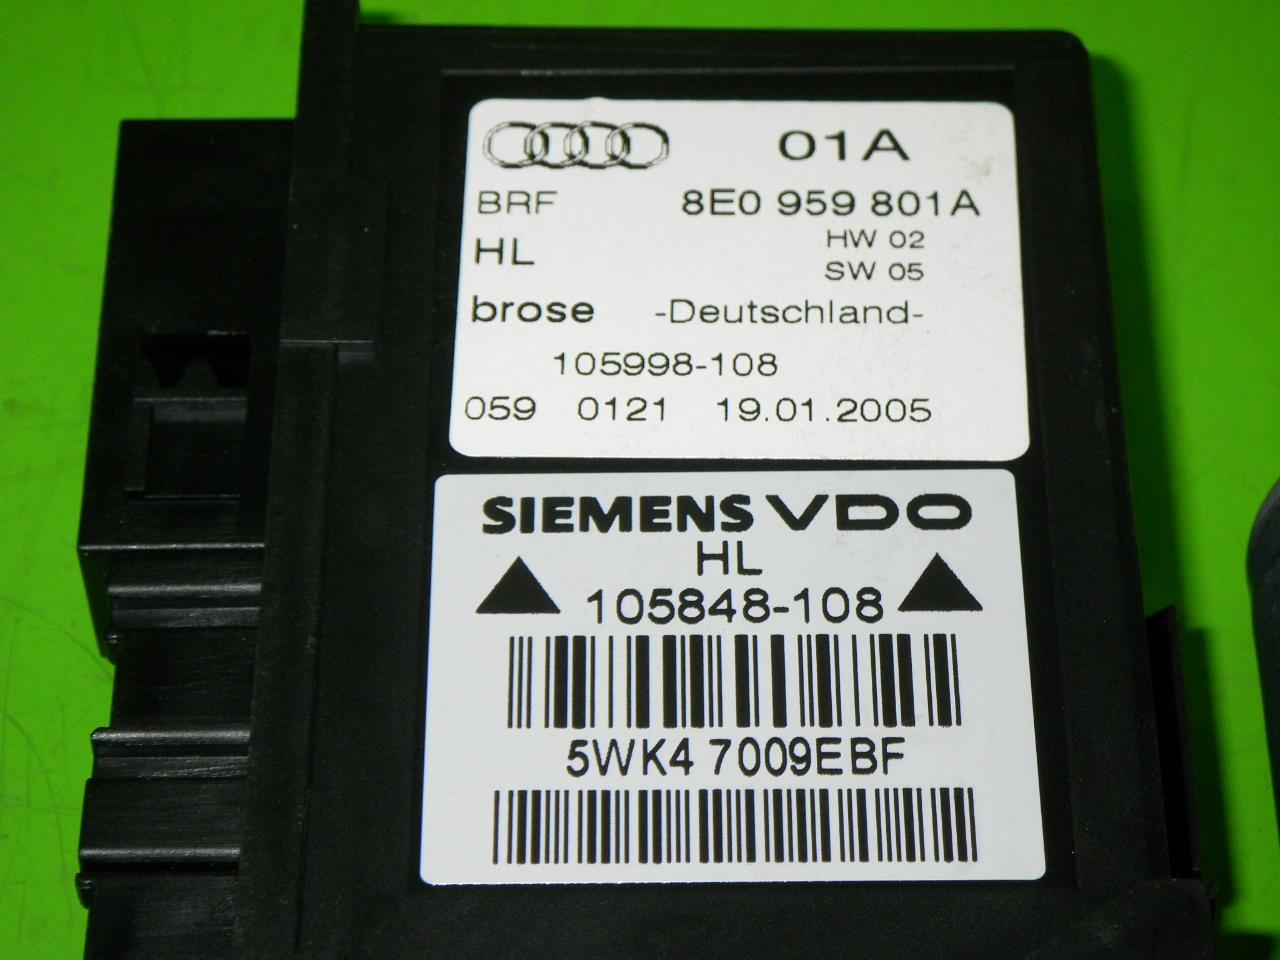 01A
BRF 8E0 959 801A
HL HW 02
SW 05
brose -Deutschland-
105998-108
059 0121 19.01.2005
SIEMENS VDO
HL
105848-108
5WK4 7009EBF